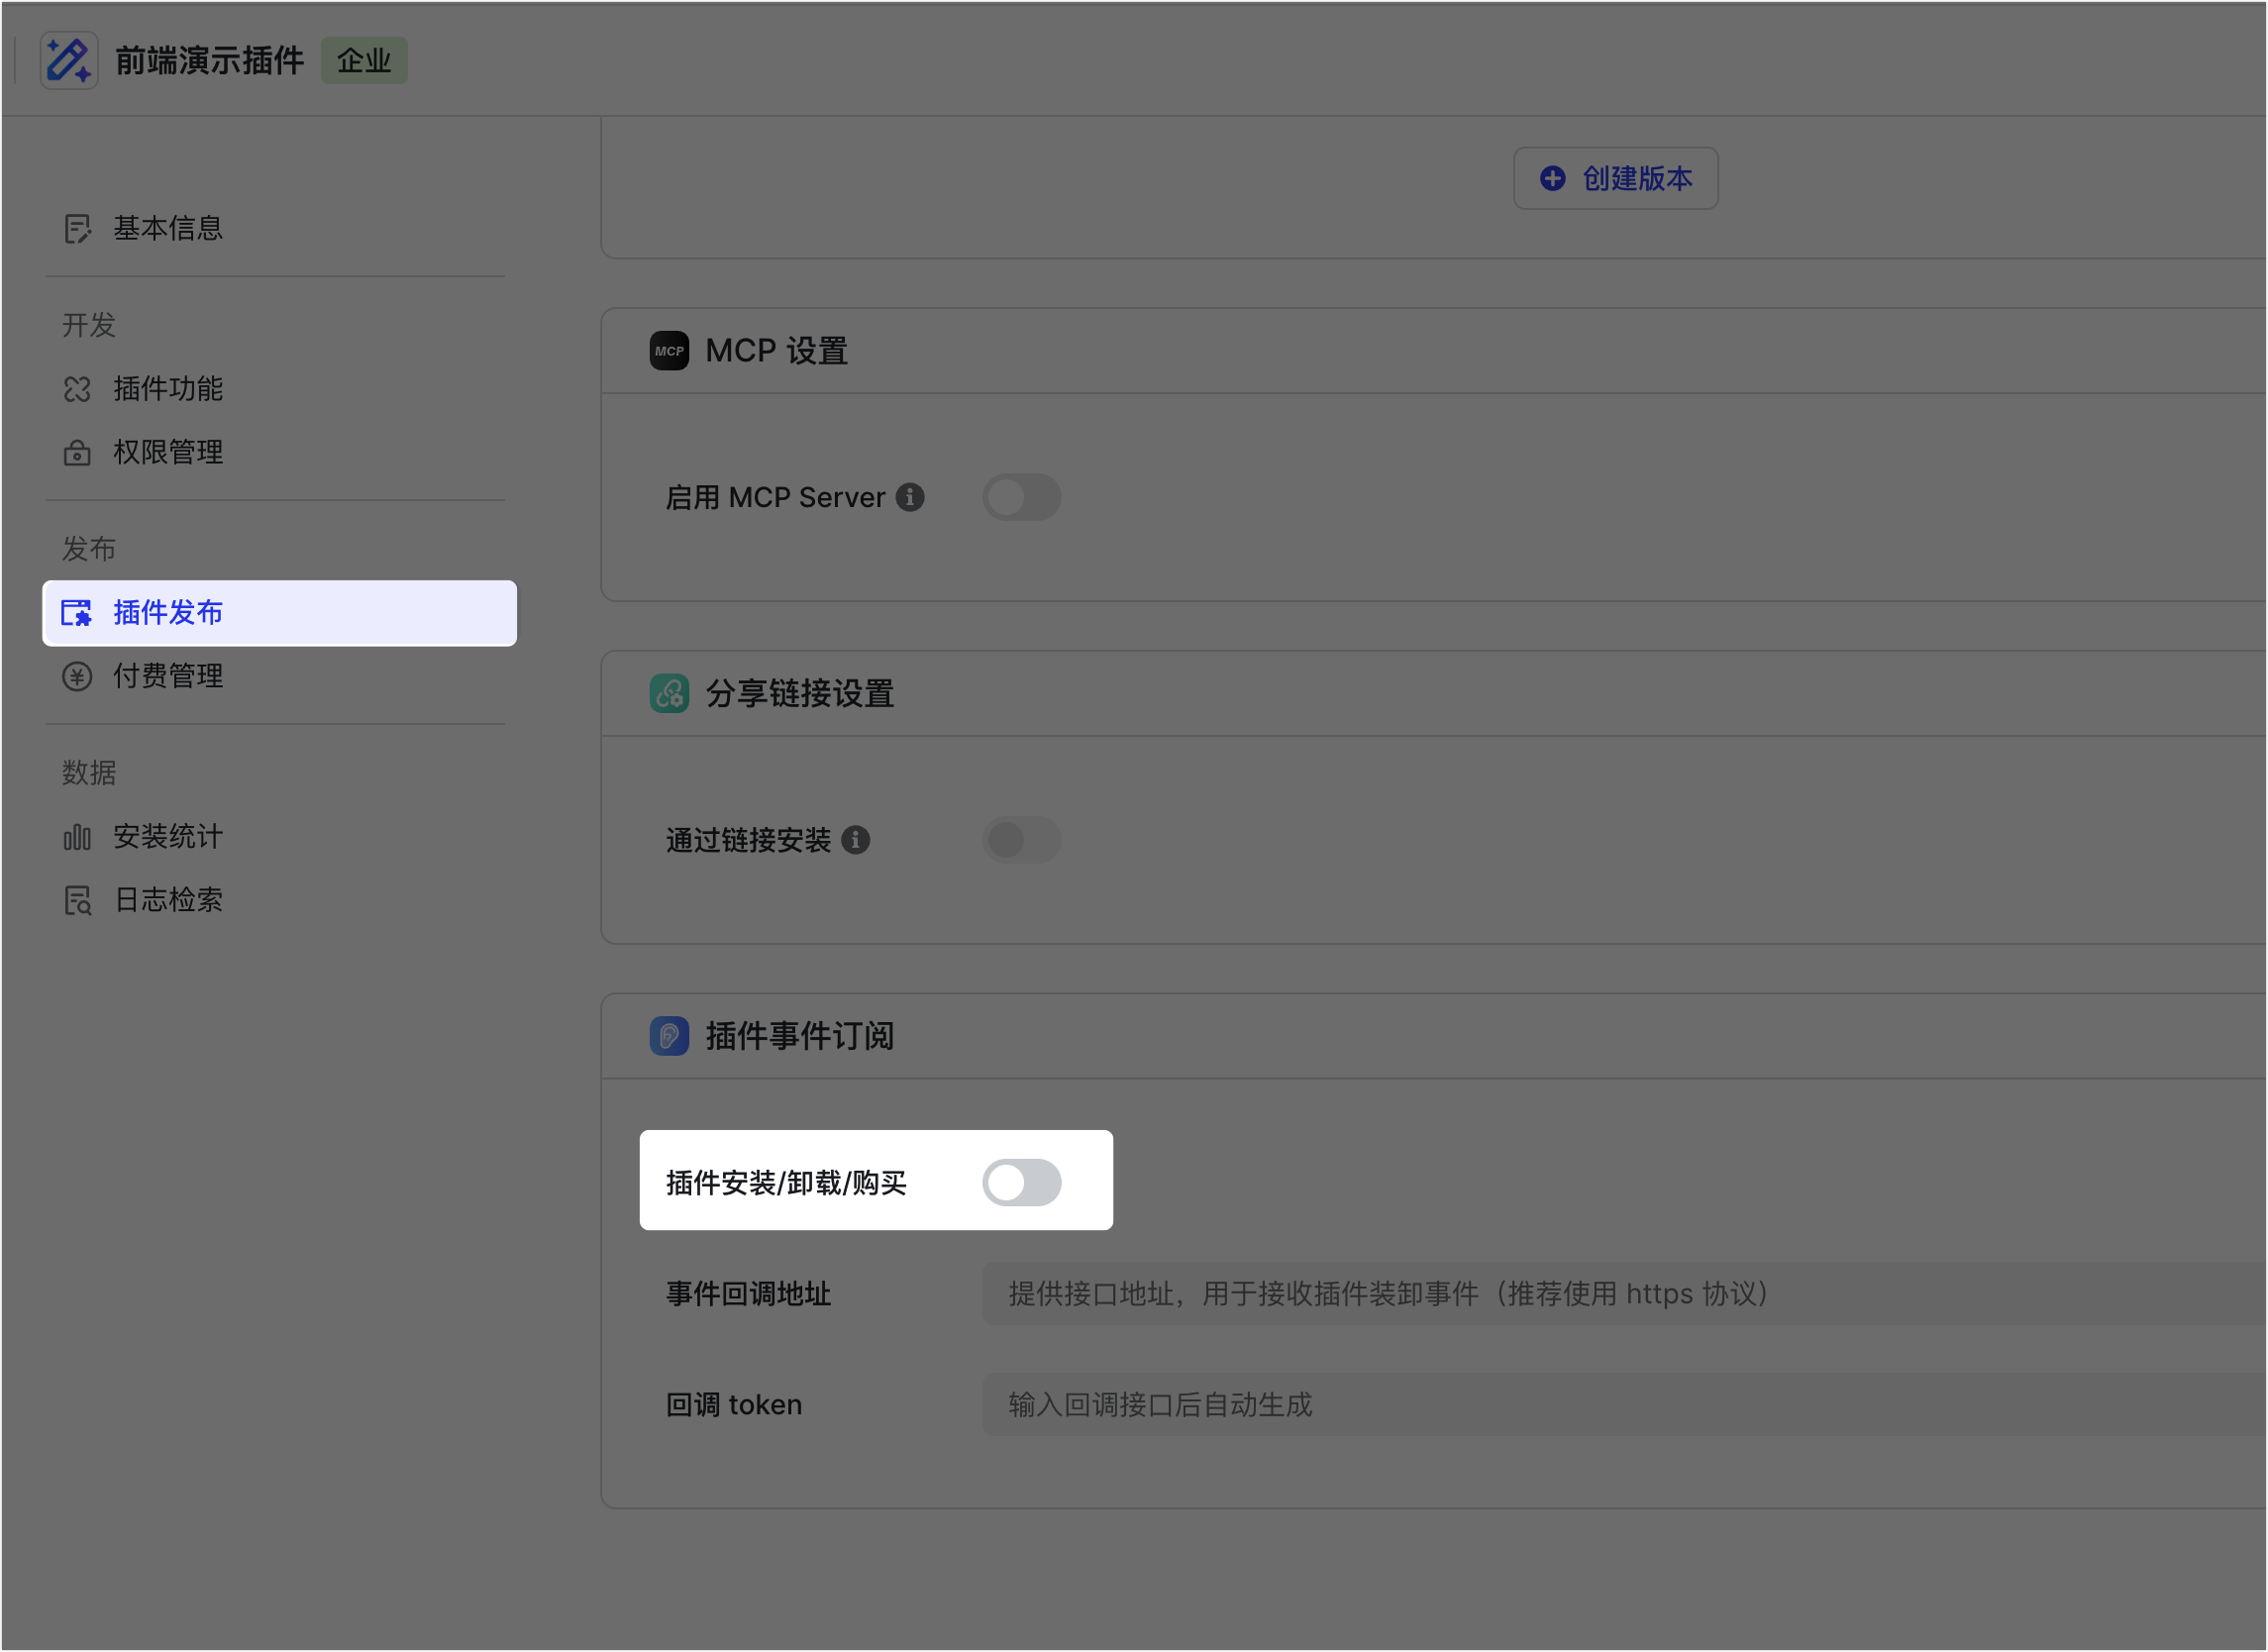 前端演示插件 企业
基本信息
开发
插件功能
权限管理
发布
插件发布
付费管理
数据
安装统计
日志检索
创建版本
MCP MCP 设置
启用 MCP Server
分享链接设置
通过链接安装
插件事件订阅
插件安装/卸载/购买
事件回调地址 提供接口地址，用于接收插件装卸事件（推荐使用 https 协议）
回调 token 输入回调接口后自动生成